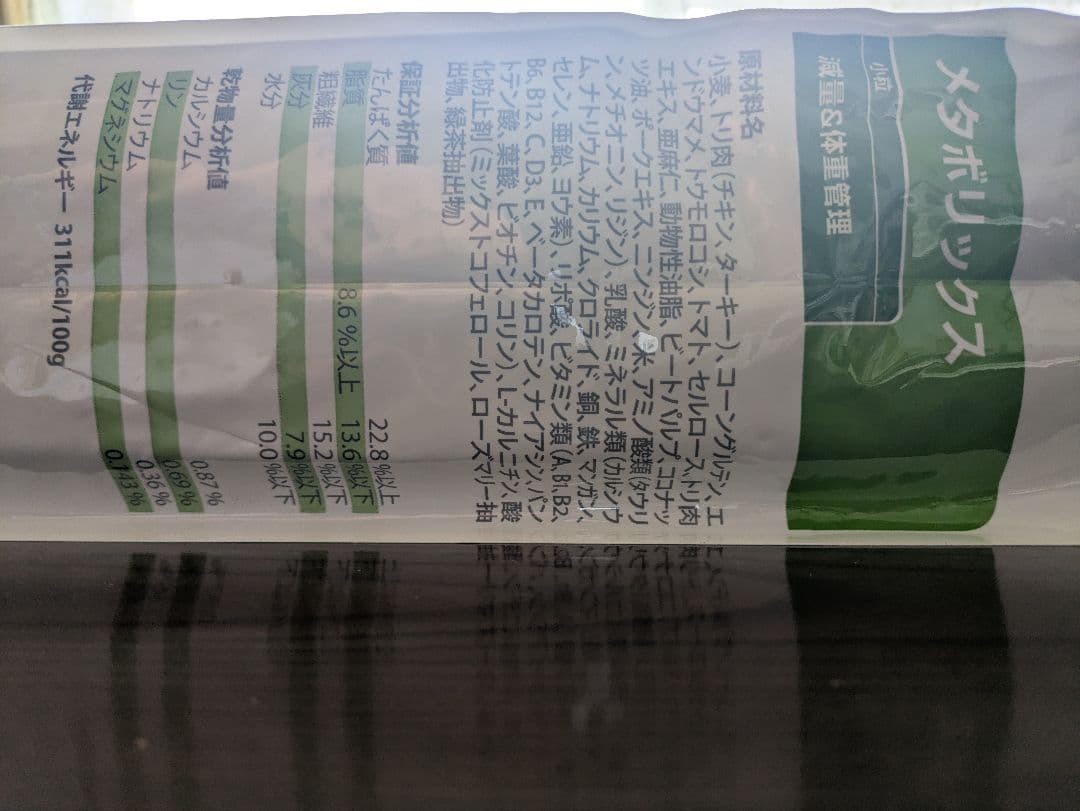 メタボリックス
小粒
減量&体重管理
原材料名
小麦、トリ肉(チキン、ターキー)、コーングルテン、エ
ンドウマメ、トウモロコシ、トマト、セルロース、トリ肉
エキス、亜麻仁、動物性油脂、ビートパルプ、ココナッ
ツ油、ポークエキス、ニンジン、米、アミノ酸類(タウリ
ン、メチオニン、リジン)、乳酸、ミネラル類(カルシウ
ム、ナトリウム、カリウム、クロライド、銅、鉄、マンガン、
セレン、亜鉛、ヨウ素)、リポ酸、ビタミン類(A、B1、B2、
B6、B12、C、D3、E、ベータカロテン、ナイアシン、パン
トテン酸、葉酸、ビオチン、コリン)、L-カルニチン、酸
化防止剤(ミックストコフェロール、ローズマリー抽
出物、緑茶抽出物)
保証分析値
たんぱく質 22.8%以上
脂質 8.6%以上 13.6%以下
粗繊維 15.2%以下
灰分 7.9%以下
水分 10.0%以下
乾物量分析値
カルシウム 0.87%
リン 0.69%
ナトリウム 0.36%
マグネシウム 0.143%
代謝エネルギー 311kcal/100g